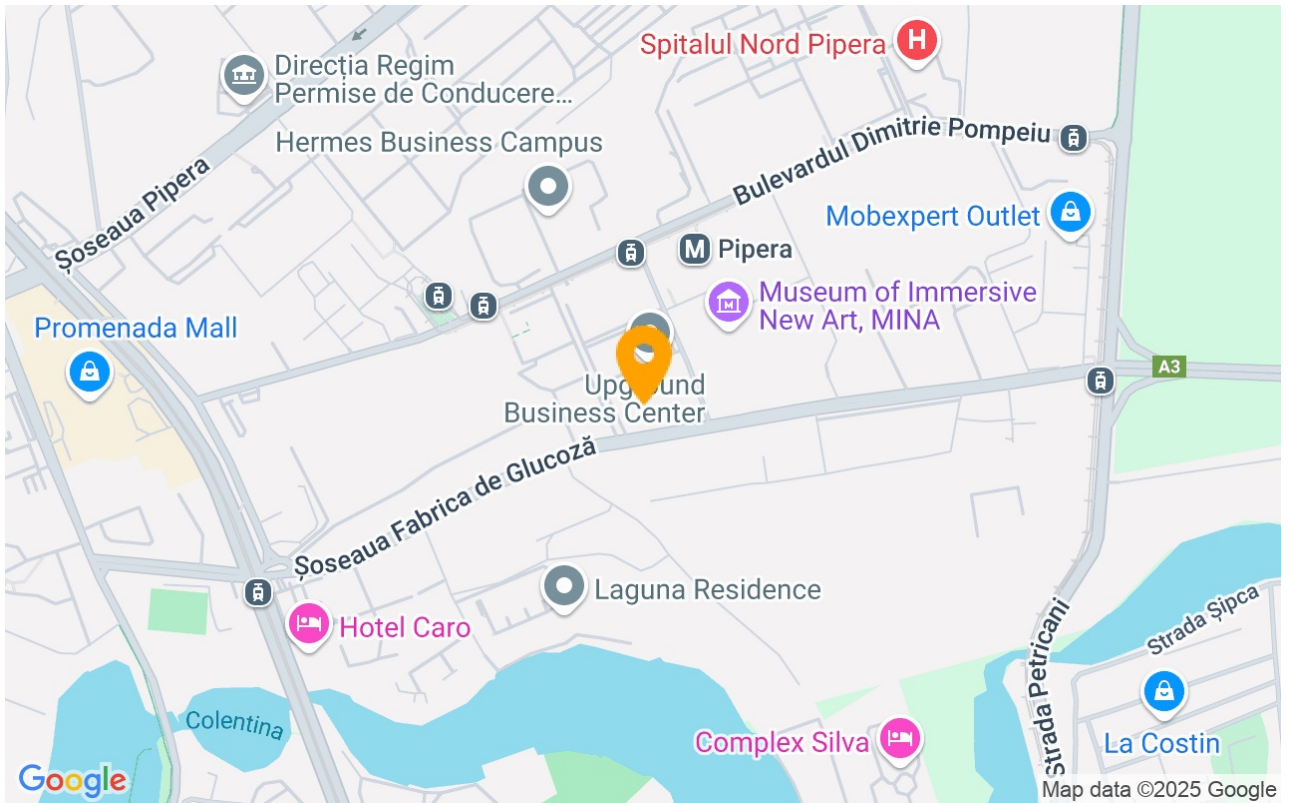 Spitalul Nord Pipera
H
Direcția Regim
Permise de Conducere...
Hermes Business Campus
Bulevardul Dimitrie Pompeiu
Șoseaua Pipera
Mobexpert Outlet
M Pipera
Museum of Immersive
New Art, MINA
Promenada Mall
A3
Upground
Business Center
Șoseaua Fabrica de Glucoză
Laguna Residence
Hotel Caro
Strada Șipca
Strada Petricani
Colentina
Complex Silva
La Costin
Google
Map data ©2025 Google